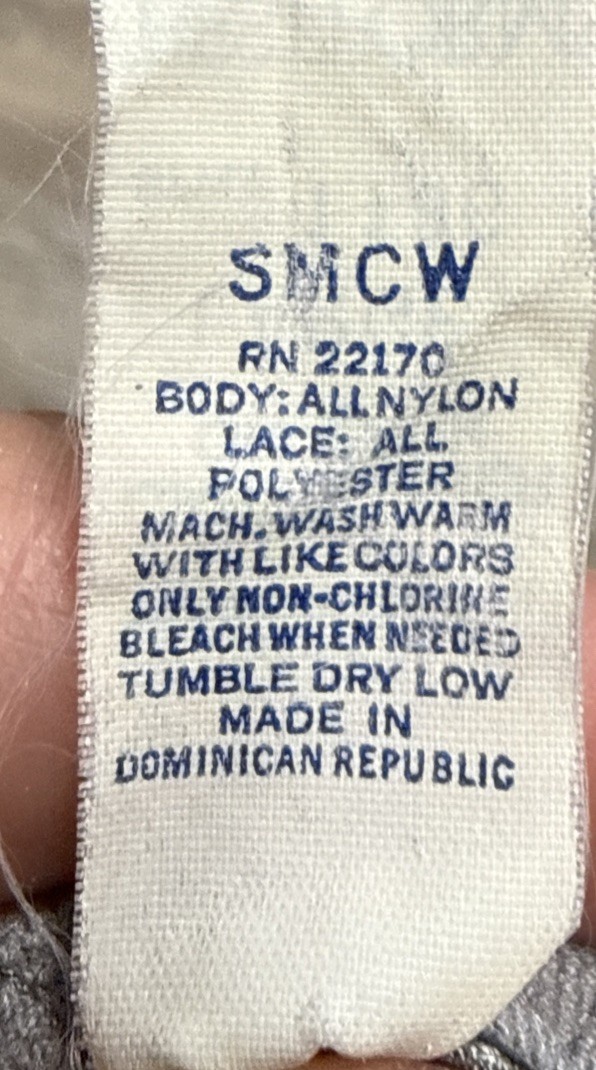 SMCW
RN 22170
BODY: ALL NYLON
LACE: ALL
POLYESTER
MACH. WASH WARM
WITH LIKE COLORS
ONLY NON-CHLORINE
BLEACH WHEN NEEDED
TUMBLE DRY LOW
MADE IN
DOMINICAN REPUBLIC